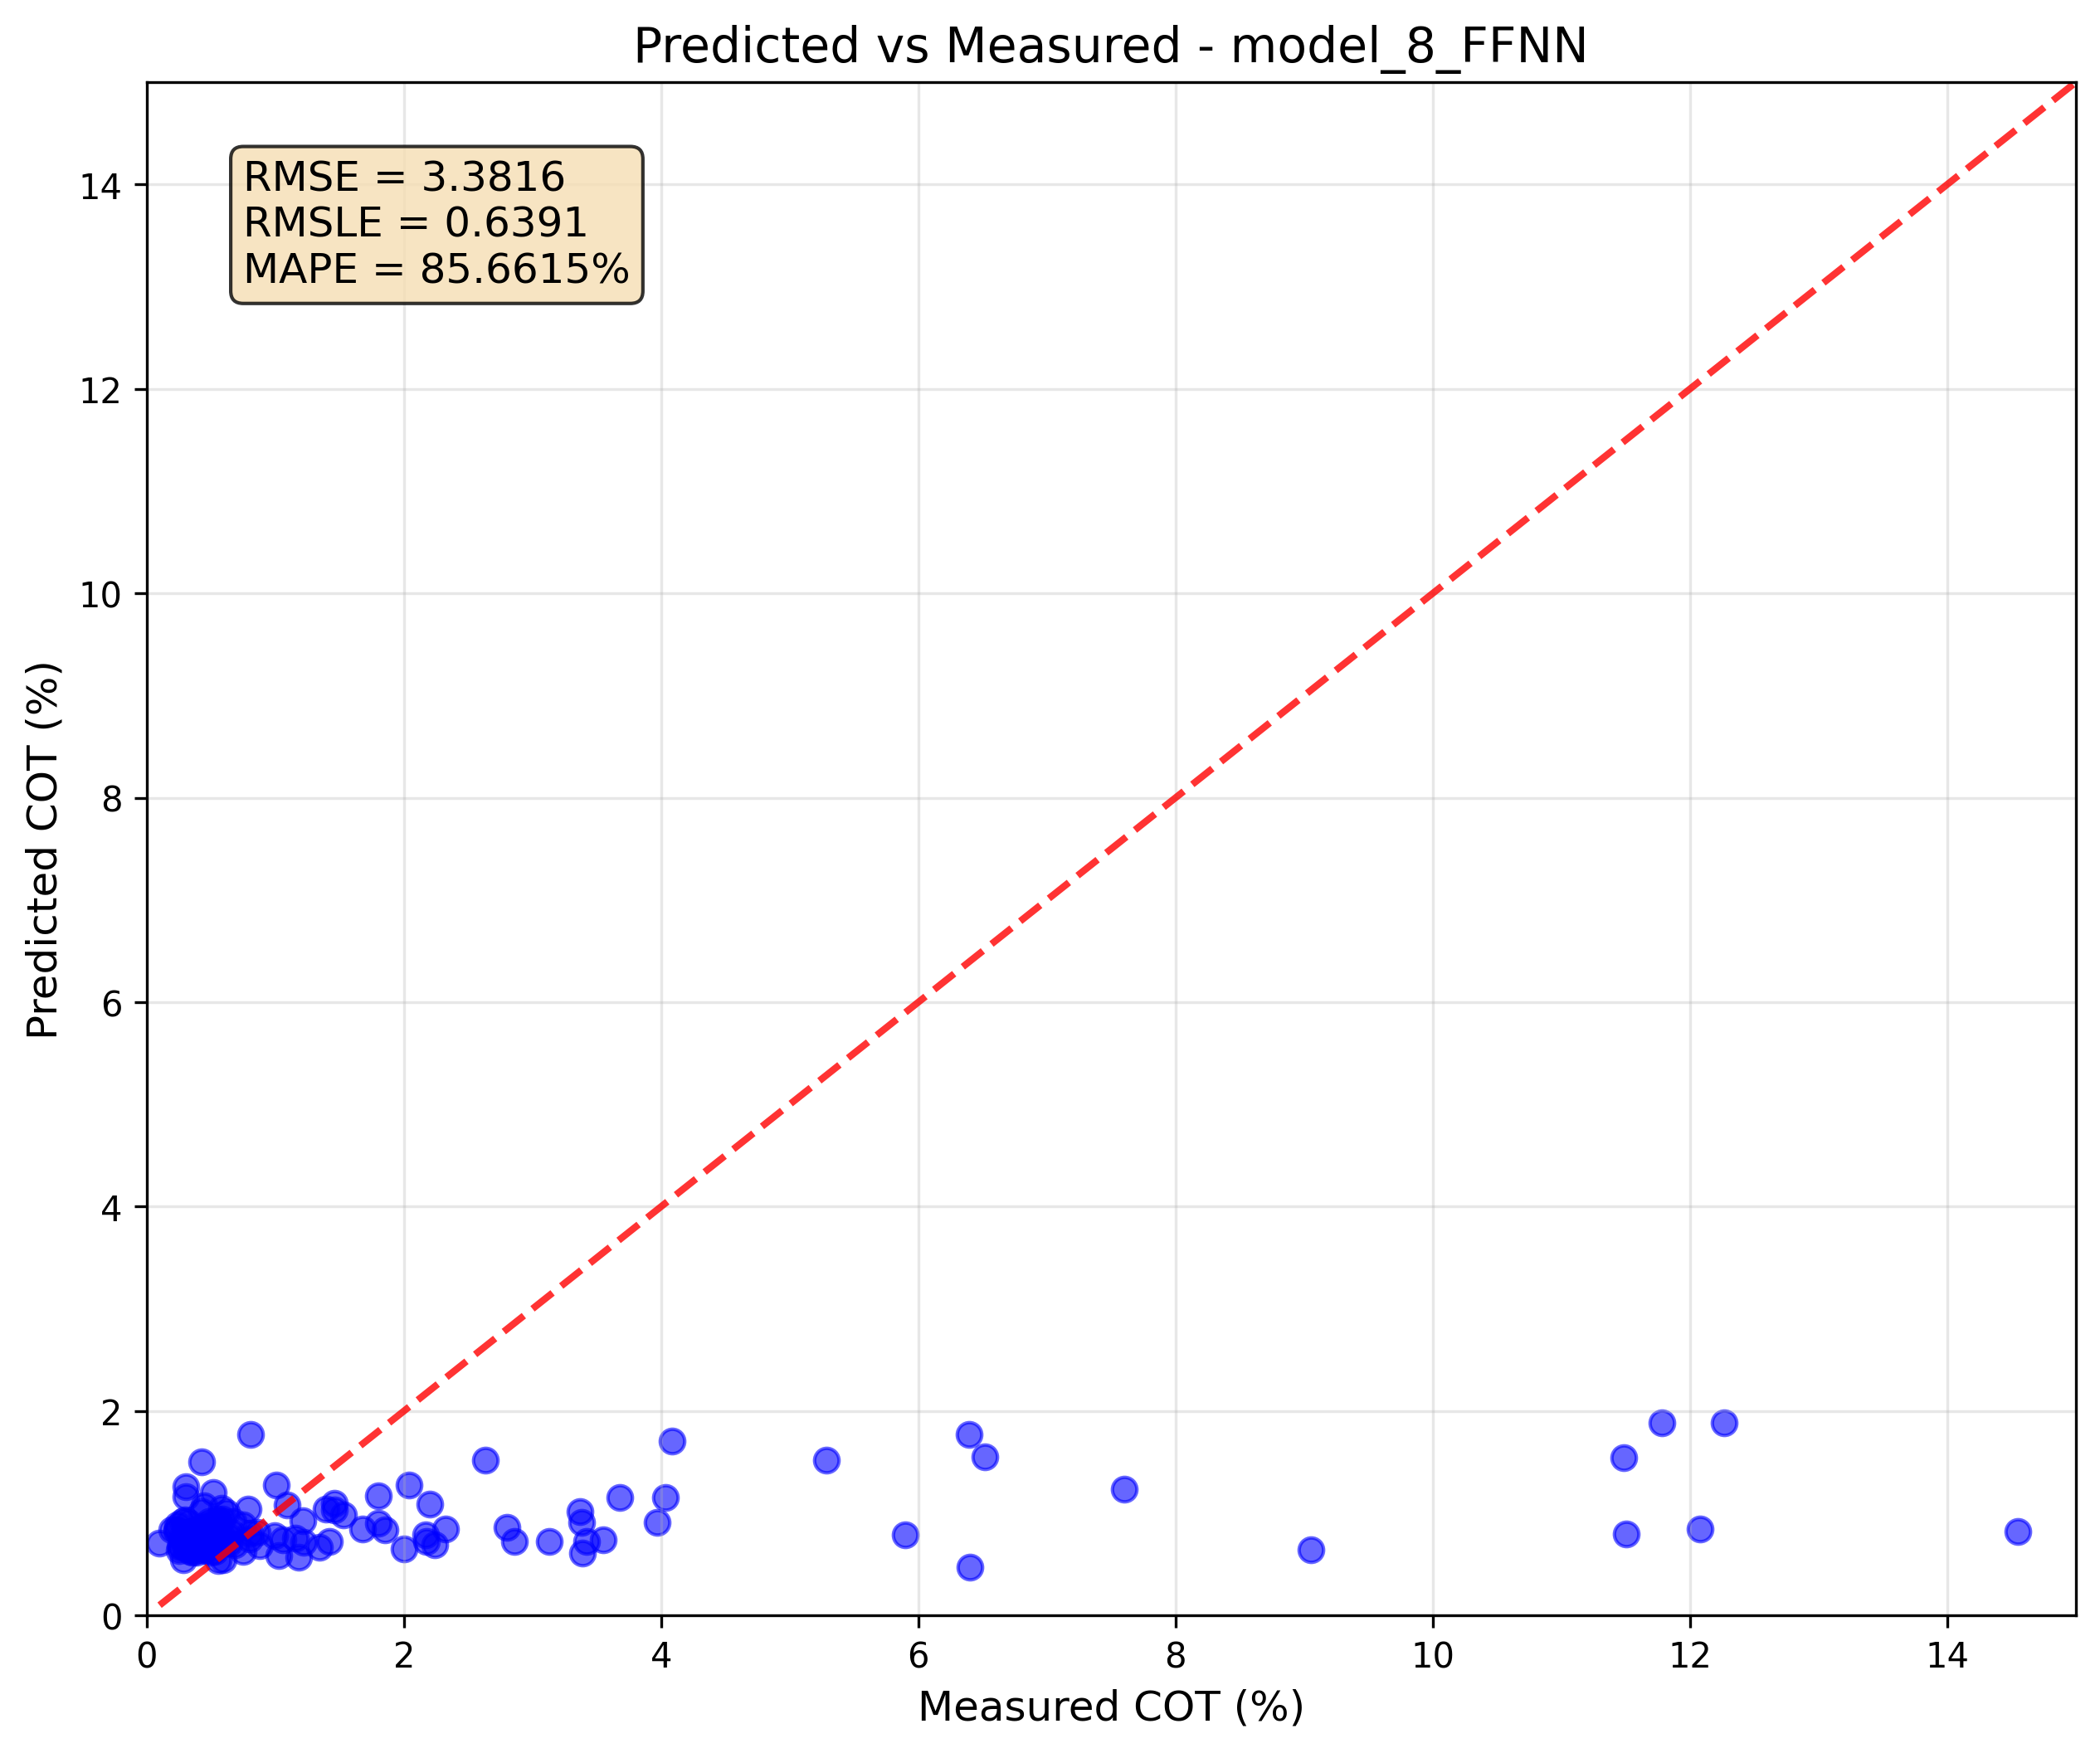 Predicted vs Measured - model_8_FFNN
RMSE = 3.3816
RMSLE = 0.6391
MAPE = 85.6615%
Predicted COT (%)
14
12
10
8
6
4
2
0
0 2 4 6 8 10 12 14
Measured COT (%)